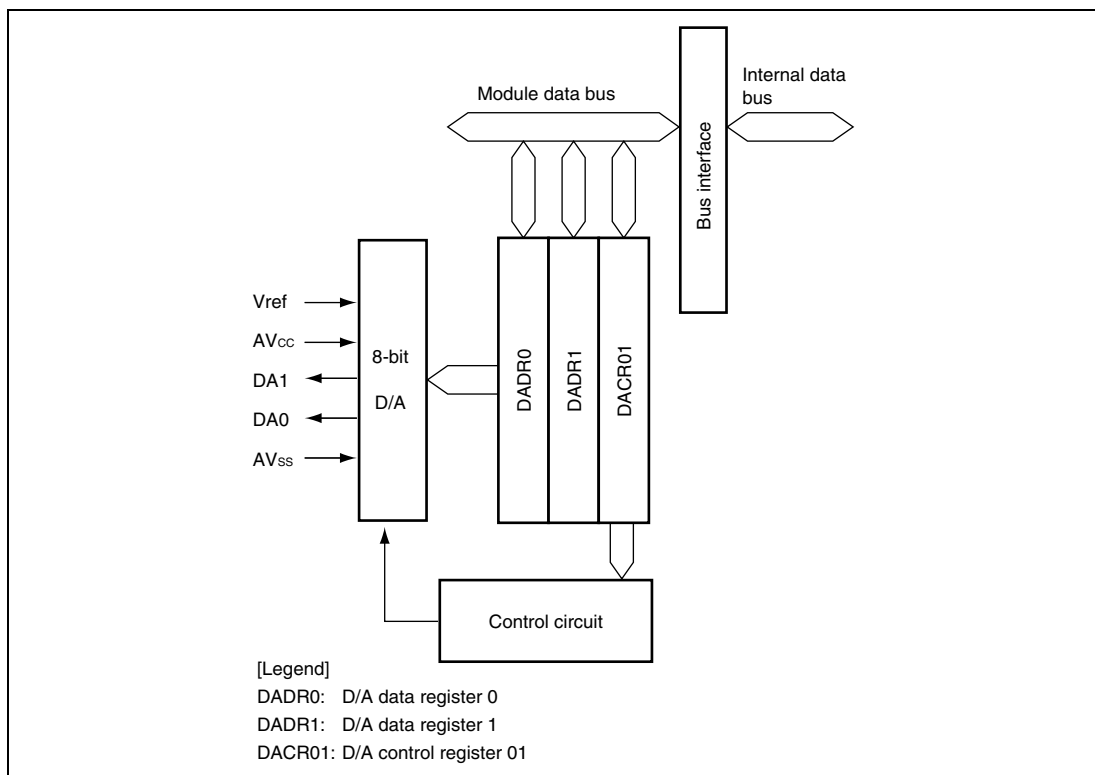 Module data bus
Internal data
bus
Bus interface
Vref
AVcc
DA1
DA0
AVss
8-bit
D/A
DADR0
DADR1
DACR01
Control circuit
[Legend]
DADR0: D/A data register 0
DADR1: D/A data register 1
DACR01: D/A control register 01